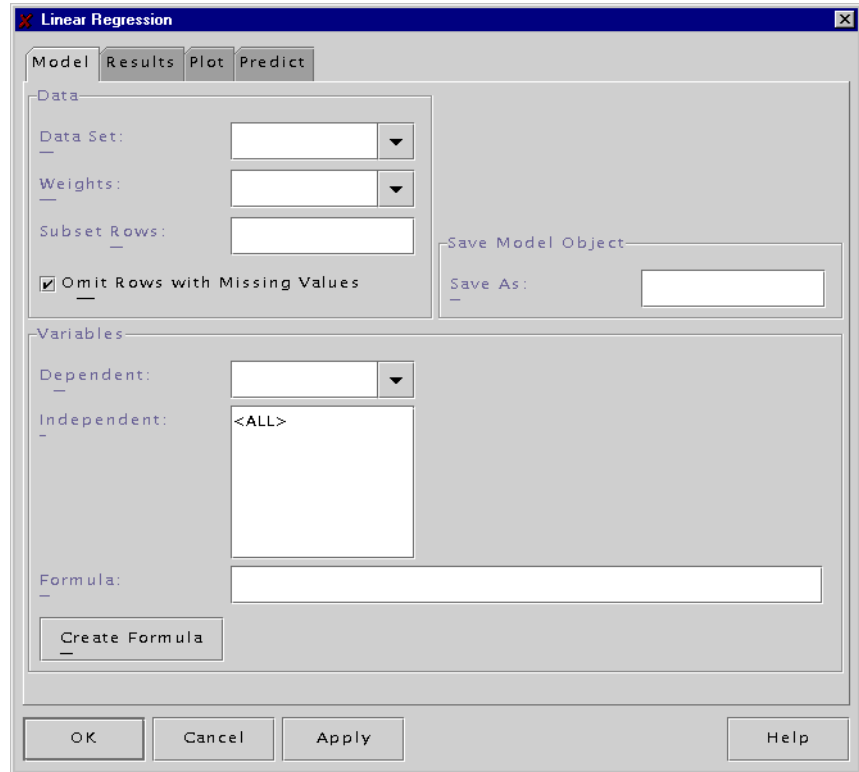 Linear Regression
Model Results Plot Predict
Data
Data Set:
Weights:
Subset Rows:
Omit Rows with Missing Values
Save Model Object
Save As:
Variables
Dependent:
Independent:
<ALL>
Formula:
Create Formula
OK Cancel Apply Help